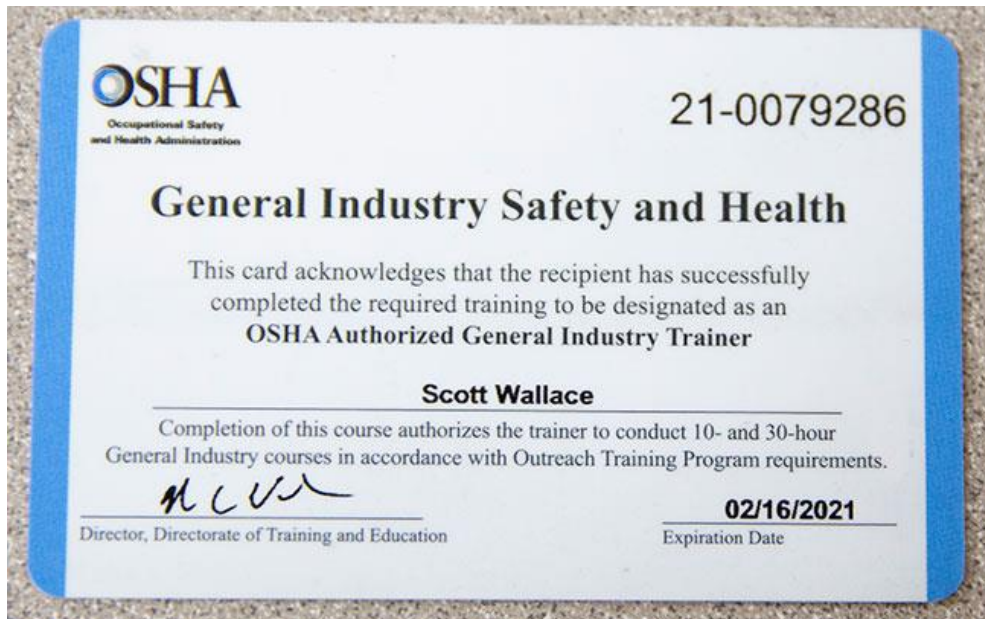 OSHA
Occupational Safety
and Health Administration
21-0079286
General Industry Safety and Health
This card acknowledges that the recipient has successfully
completed the required training to be designated as an
OSHA Authorized General Industry Trainer
Scott Wallace
Completion of this course authorizes the trainer to conduct 10- and 30-hour
General Industry courses in accordance with Outreach Training Program requirements.
02/16/2021
Director, Directorate of Training and Education
Expiration Date